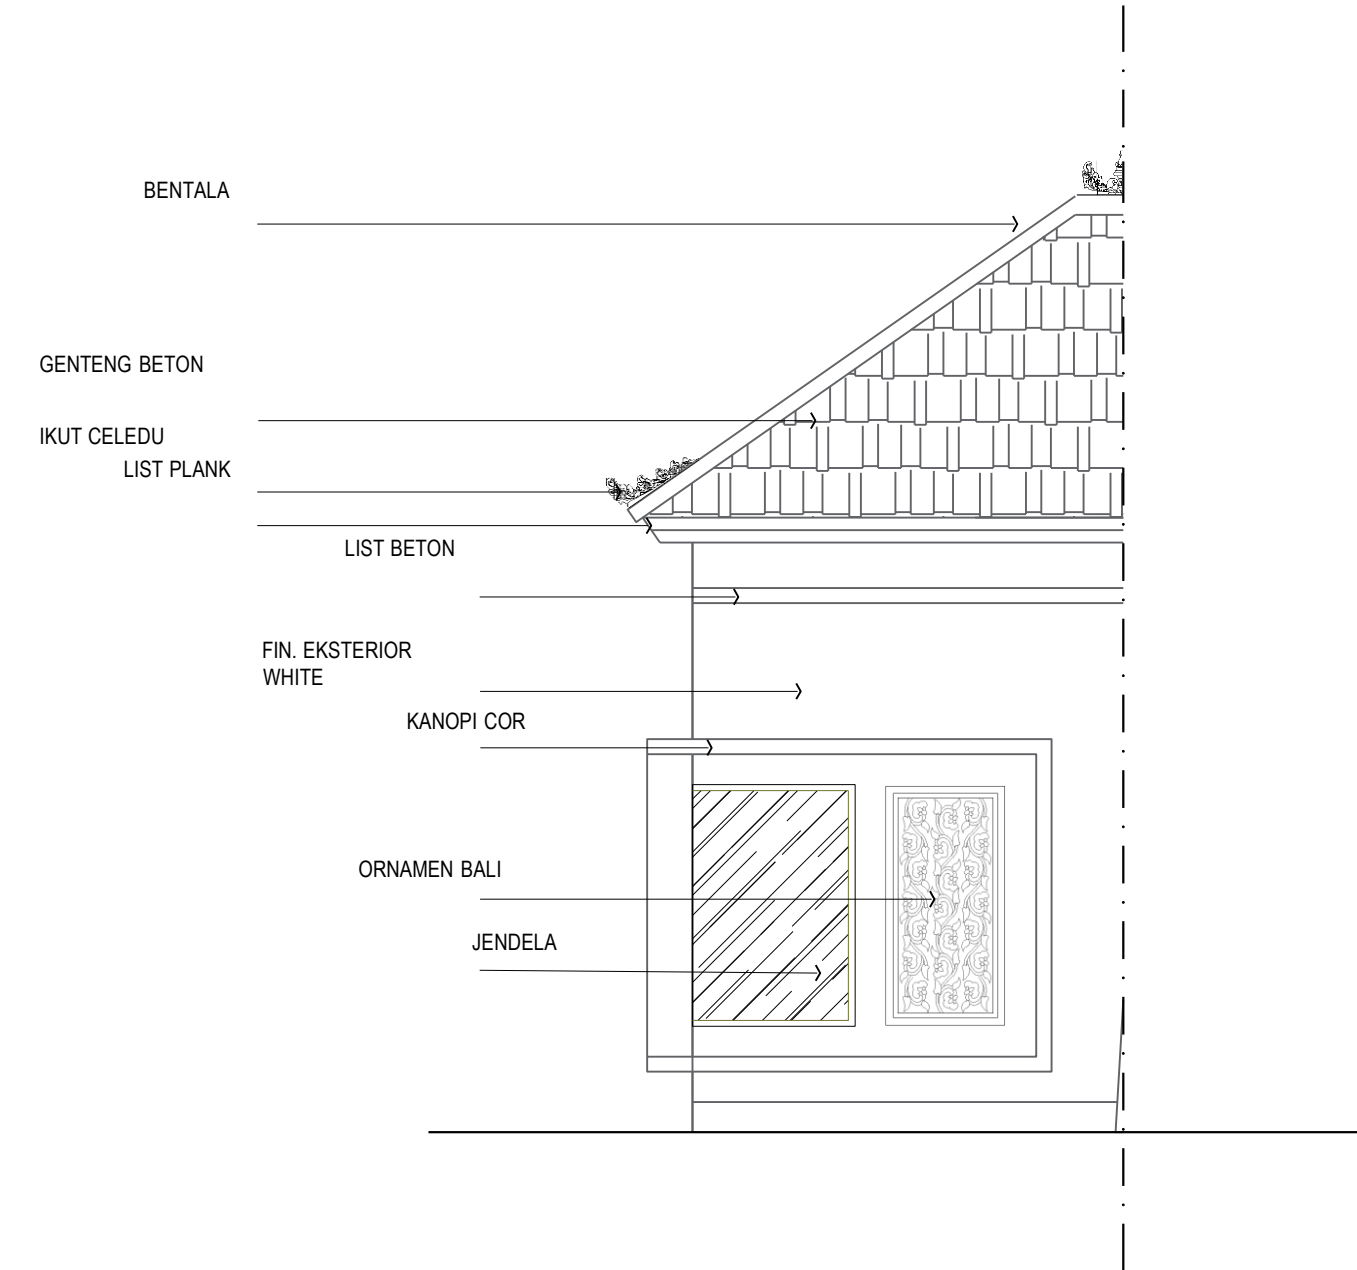 BENTALA
GENTENG BETON
IKUT CELEDU
LIST PLANK
LIST BETON
FIN. EKSTERIOR
WHITE
KANOPI COR
ORNAMEN BALI
JENDELA